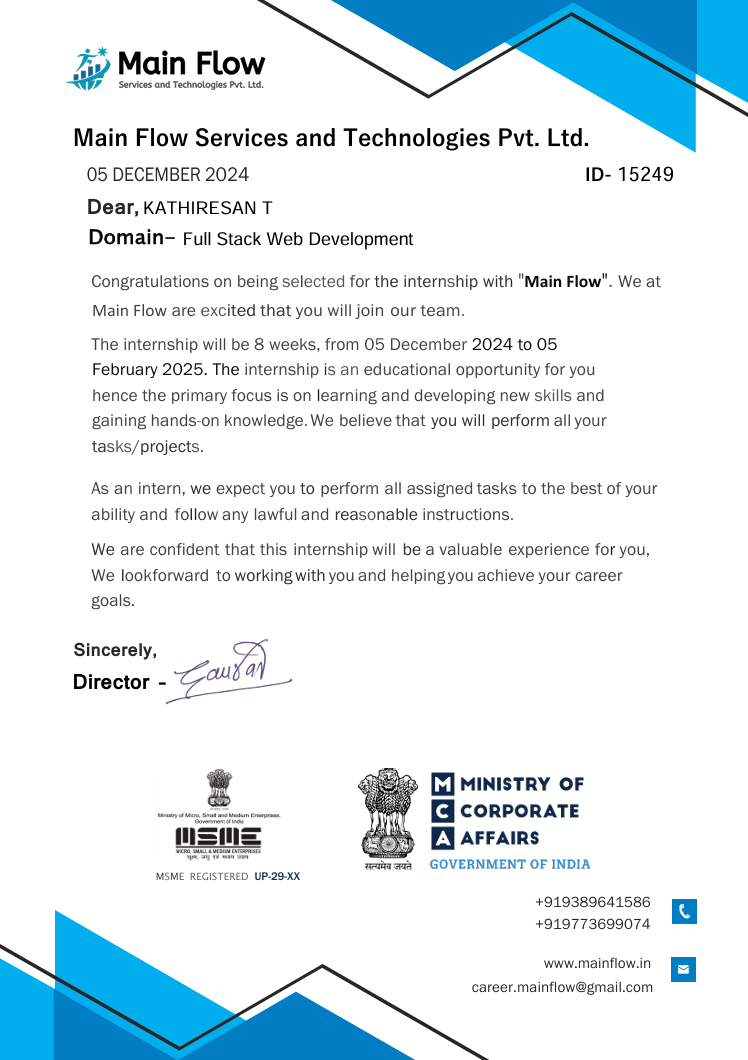 Main Flow
Services and Technologies Pvt. Ltd.
Main Flow Services and Technologies Pvt. Ltd.
05 DECEMBER 2024 ID- 15249
Dear, KATHIRESAN T
Domain– Full Stack Web Development
Congratulations on being selected for the internship with "Main Flow". We at
Main Flow are excited that you will join our team.
The internship will be 8 weeks, from 05 December 2024 to 05
February 2025. The internship is an educational opportunity for you
hence the primary focus is on learning and developing new skills and
gaining hands-on knowledge. We believe that you will perform all your
tasks/projects.
As an intern, we expect you to perform all assigned tasks to the best of your
ability and follow any lawful and reasonable instructions.
We are confident that this internship will be a valuable experience for you,
We lookforward to working with you and helping you achieve your career
goals.
Sincerely,
Director -
Ministry of Micro, Small and Medium Enterprises,
Government of India
MSME
MICRO, SMALL & MEDIUM ENTERPRISES
सूक्ष्म, लघु एवं मध्यम उद्यम
MSME REGISTERED UP-29-XX
सत्यमेव जयते
MINISTRY OF
CORPORATE
AFFAIRS
M
C
A
GOVERNMENT OF INDIA
+919389641586
+919773699074
www.mainflow.in
career.mainflow@gmail.com